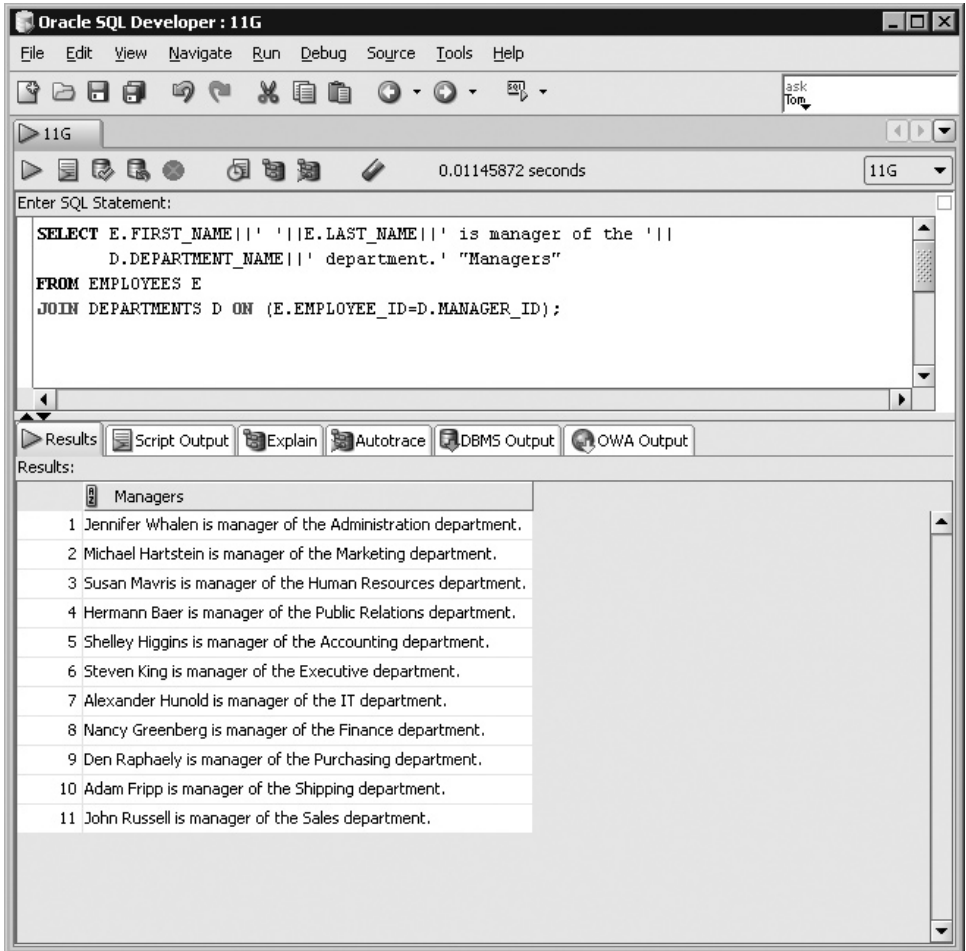 Oracle SQL Developer : 11G
File Edit View Navigate Run Debug Source Tools Help
SQL
ask
Tom
11G
0.01145872 seconds
11G
Enter SQL Statement:
SELECT E.FIRST_NAME||' '||E.LAST_NAME||' is manager of the '||
D.DEPARTMENT_NAME||' department.' "Managers"
FROM EMPLOYEES E
JOIN DEPARTMENTS D ON (E.EMPLOYEE_ID=D.MANAGER_ID);
Results Script Output Explain Autotrace DBMS Output OWA Output
Results:
A Z Managers
1 Jennifer Whalen is manager of the Administration department.
2 Michael Hartstein is manager of the Marketing department.
3 Susan Mavris is manager of the Human Resources department.
4 Hermann Baer is manager of the Public Relations department.
5 Shelley Higgins is manager of the Accounting department.
6 Steven King is manager of the Executive department.
7 Alexander Hunold is manager of the IT department.
8 Nancy Greenberg is manager of the Finance department.
9 Den Raphaely is manager of the Purchasing department.
10 Adam Fripp is manager of the Shipping department.
11 John Russell is manager of the Sales department.